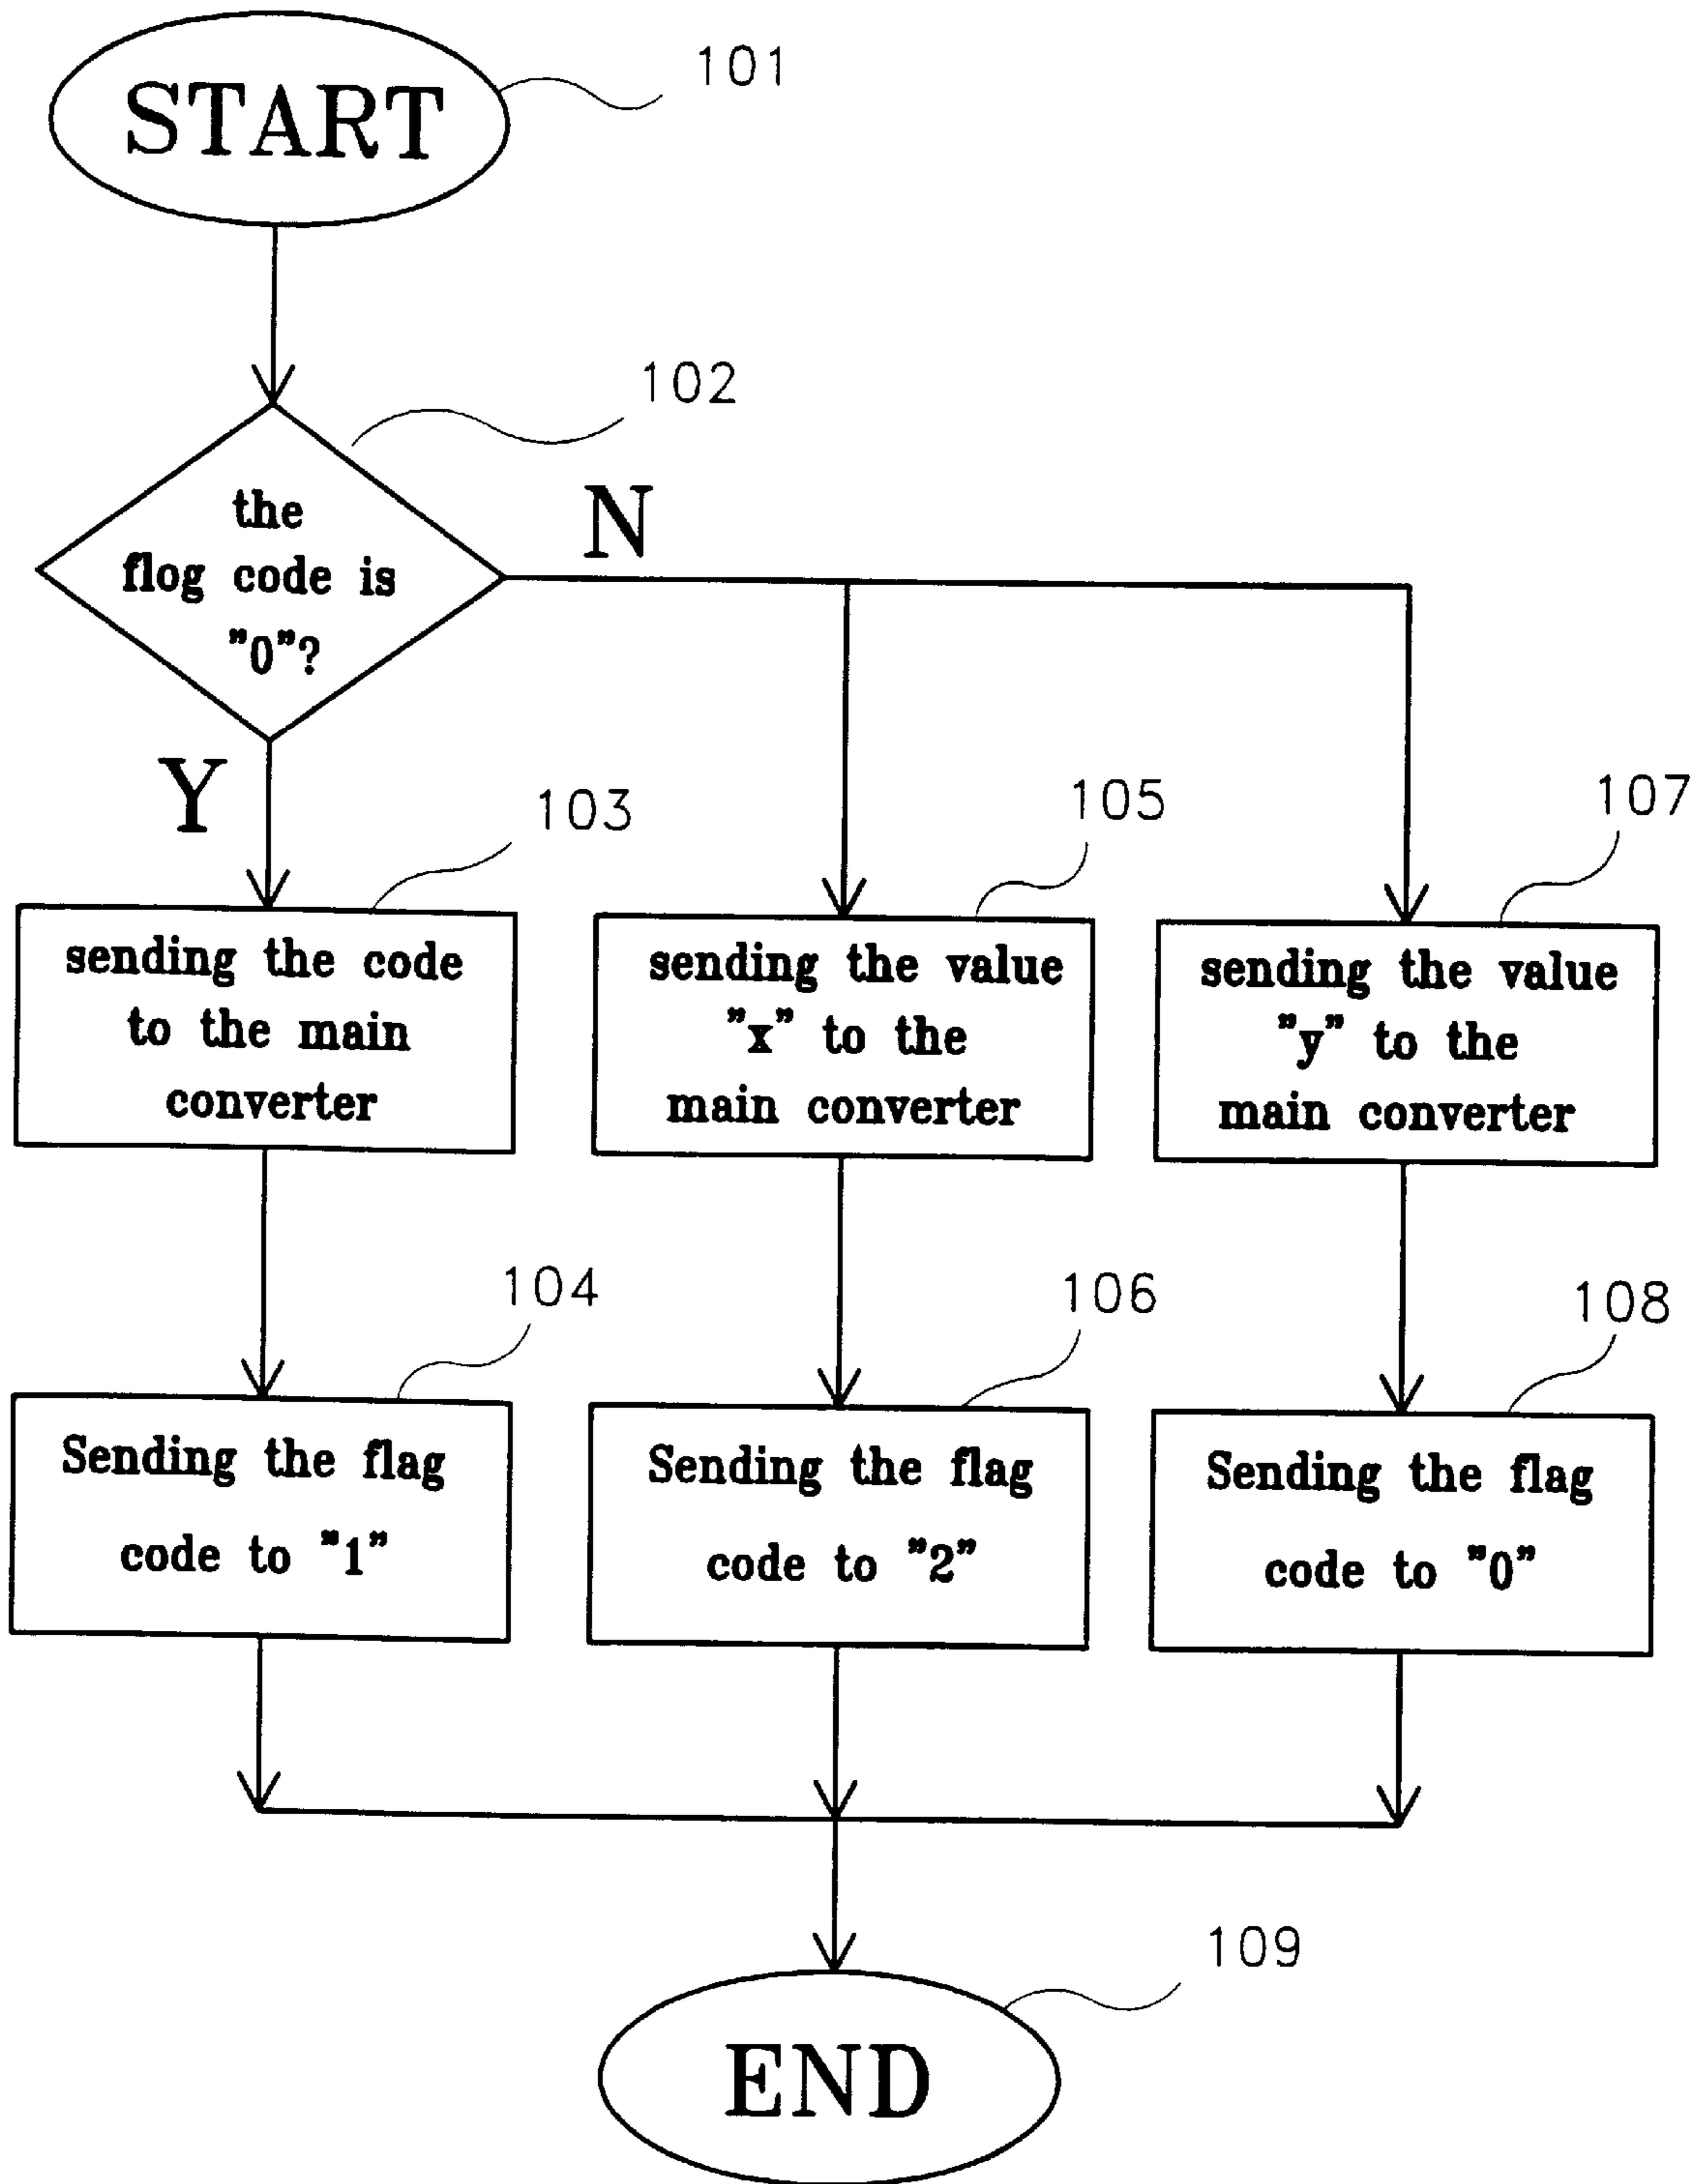 START
101
102
the
flog code is
"0"?
N
Y
103
sending the code
to the main
converter
105
sending the value
"x" to the
main converter
107
sending the value
"y" to the
main converter
104
Sending the flag
code to "1"
106
Sending the flag
code to "2"
108
Sending the flag
code to "0"
109
END